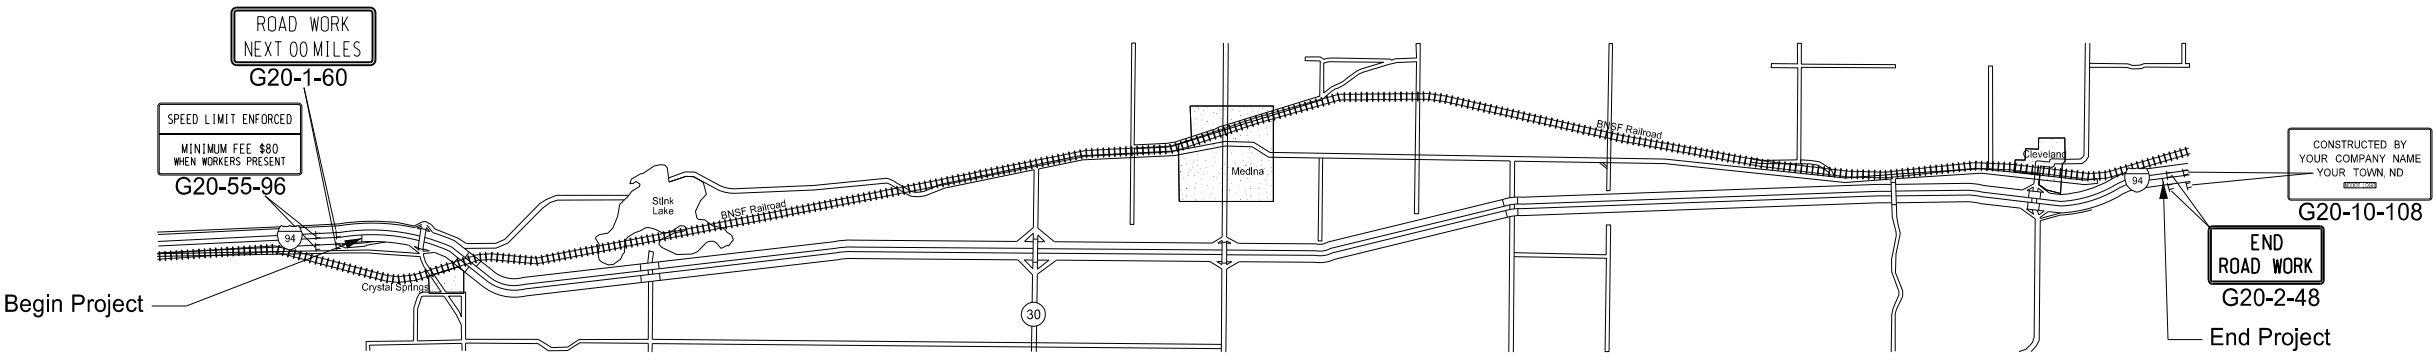 ROAD WORK
NEXT 00 MILES
G20-1-60
SPEED LIMIT ENFORCED
MINIMUM FEE $80
WHEN WORKERS PRESENT
G20-55-96
94
Begin Project
Crystal Springs
Stink
Lake
BNSF Railroad
30
Medina
BNSF Railroad
Cleveland
94
CONSTRUCTED BY
YOUR COMPANY NAME
YOUR TOWN, ND
G20-10-108
END
ROAD WORK
G20-2-48
End Project